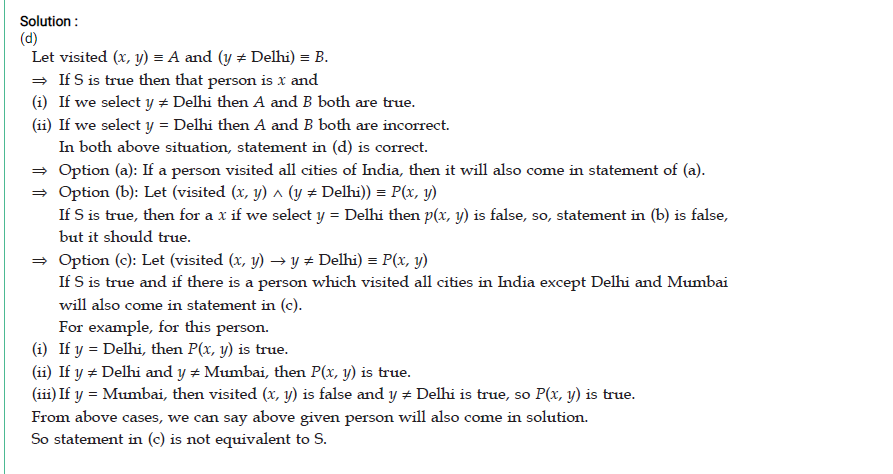 Solution :
(d)
Let visited (x, y) ≡ A and (y ≠ Delhi) ≡ B.
⇒ If S is true then that person is x and
(i) If we select y ≠ Delhi then A and B both are true.
(ii) If we select y = Delhi then A and B both are incorrect.
In both above situation, statement in (d) is correct.
⇒ Option (a): If a person visited all cities of India, then it will also come in statement of (a).
⇒ Option (b): Let (visited (x, y) ∧ (y ≠ Delhi)) ≡ P(x, y)
If S is true, then for a x if we select y = Delhi then p(x, y) is false, so, statement in (b) is false,
but it should true.
⇒ Option (c): Let (visited (x, y) → y ≠ Delhi) ≡ P(x, y)
If S is true and if there is a person which visited all cities in India except Delhi and Mumbai
will also come in statement in (c).
For example, for this person.
(i) If y = Delhi, then P(x, y) is true.
(ii) If y ≠ Delhi and y ≠ Mumbai, then P(x, y) is true.
(iii) If y = Mumbai, then visited (x, y) is false and y ≠ Delhi is true, so P(x, y) is true.
From above cases, we can say above given person will also come in solution.
So statement in (c) is not equivalent to S.